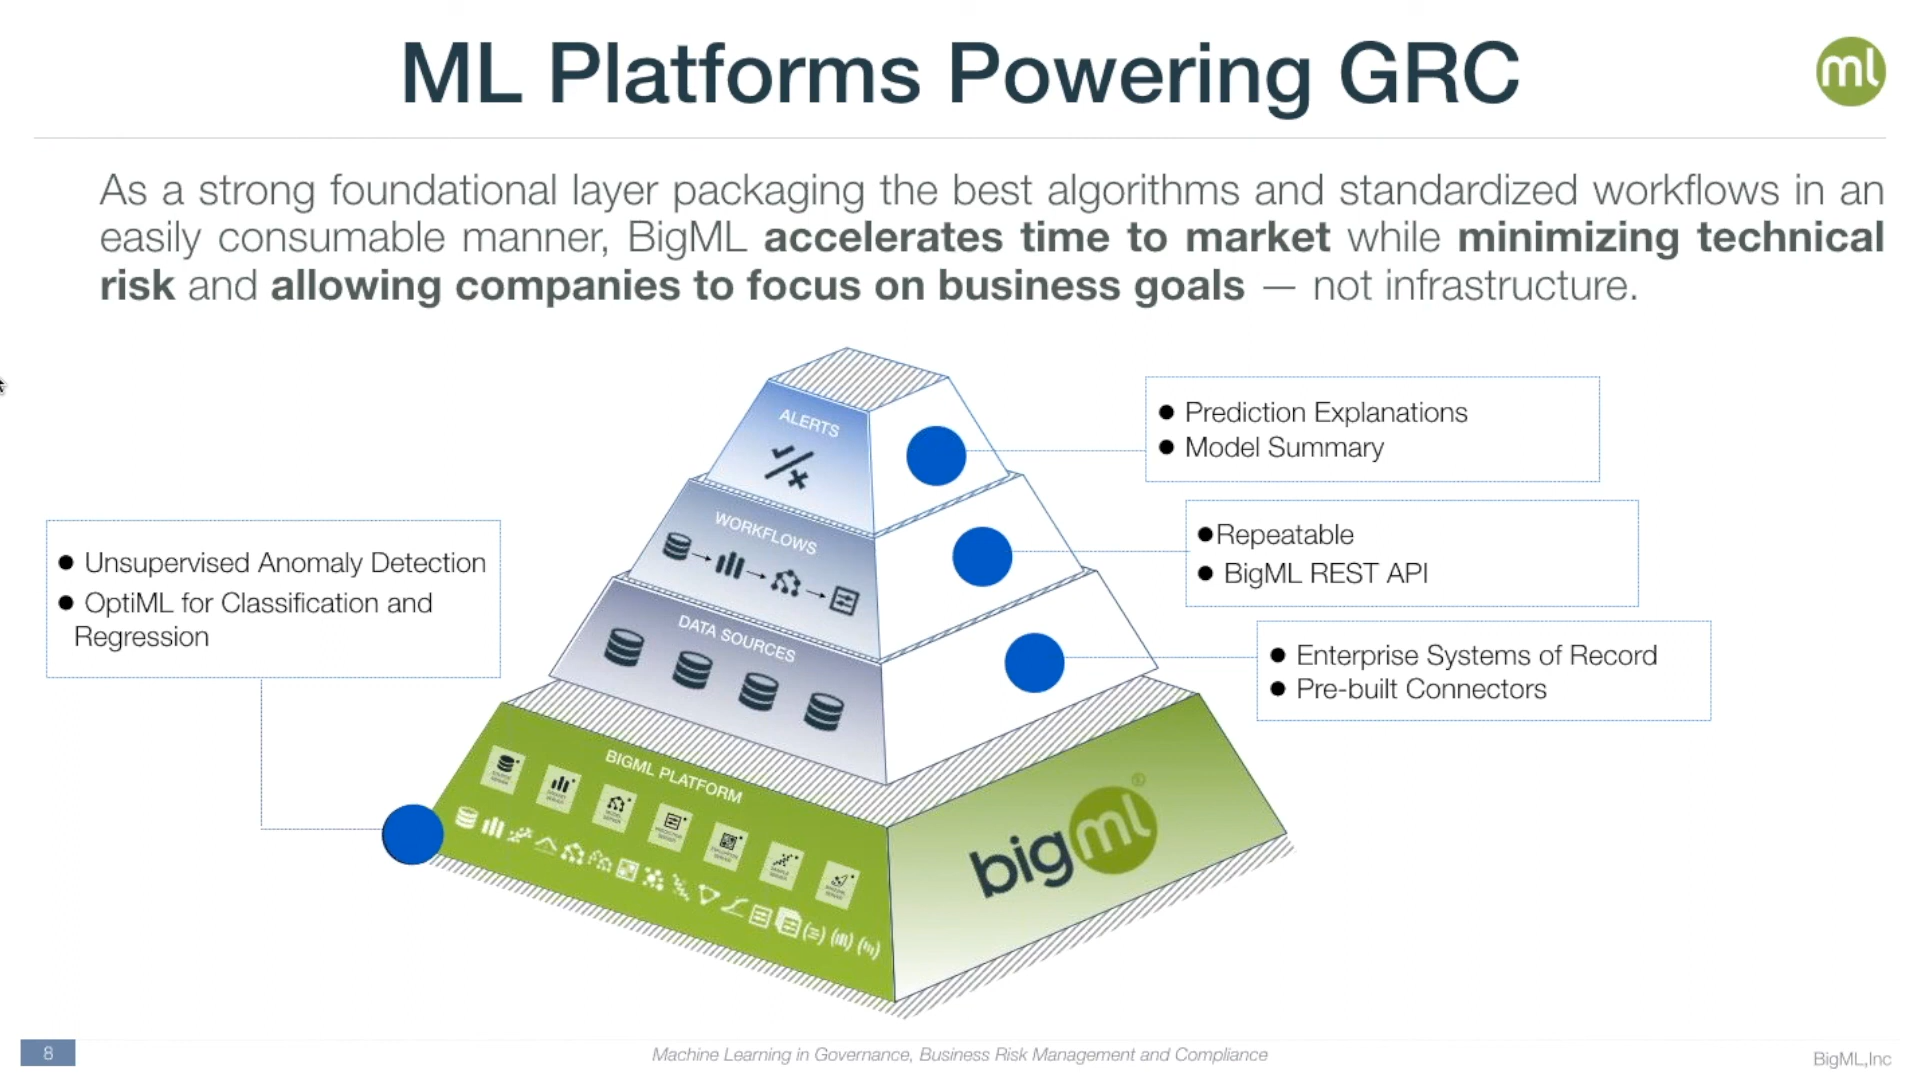 ML Platforms Powering GRC
ml
As a strong foundational layer packaging the best algorithms and standardized workflows in an
easily consumable manner, BigML accelerates time to market while minimizing technical
risk and allowing companies to focus on business goals — not infrastructure.
ALERTS
● Prediction Explanations
● Model Summary
WORKFLOWS
●Repeatable
● BigML REST API
● Unsupervised Anomaly Detection
● OptiML for Classification and
Regression
DATA SOURCES
● Enterprise Systems of Record
● Pre-built Connectors
BIGML PLATFORM
bigml®
8
Machine Learning in Governance, Business Risk Management and Compliance
BigML,Inc